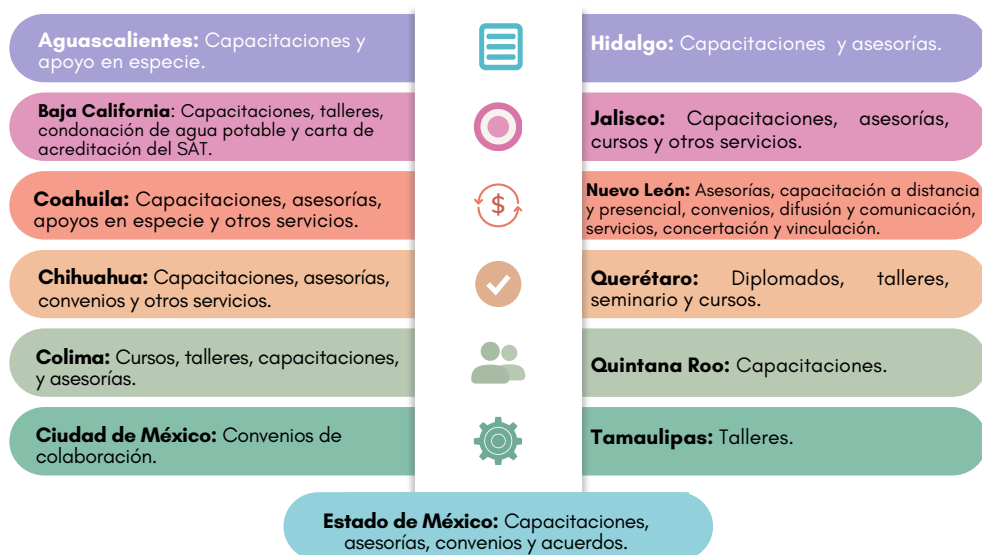 Aguascalientes: Capacitaciones y
apoyo en especie.
Baja California: Capacitaciones, talleres,
condonación de agua potable y carta de
acreditación del SAT.
Coahuila: Capacitaciones, asesorías,
apoyos en especie y otros servicios.
Chihuahua: Capacitaciones, asesorías,
convenios y otros servicios.
Colima: Cursos, talleres, capacitaciones,
y asesorías.
Ciudad de México: Convenios de
colaboración.
$
Hidalgo: Capacitaciones y asesorías.
Jalisco: Capacitaciones, asesorías,
cursos y otros servicios.
Nuevo León: Asesorías, capacitación a distancia
y presencial, convenios, difusión y comunicación,
servicios, concertación y vinculación.
Querétaro: Diplomados, talleres,
seminario y cursos.
Quintana Roo: Capacitaciones.
Tamaulipas: Talleres.
Estado de México: Capacitaciones,
asesorías, convenios y acuerdos.